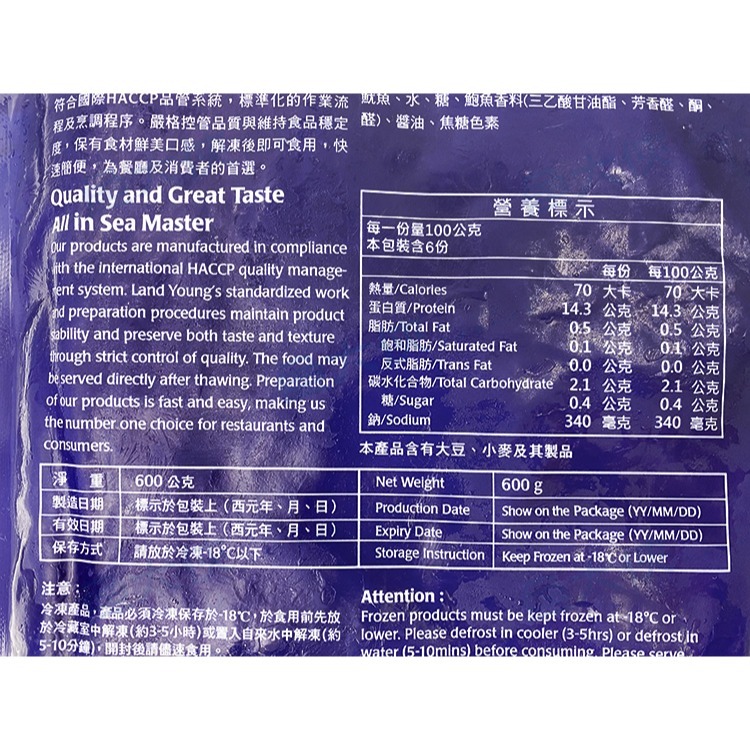 符合國際HACCP品管系統，標準化的作業流
程及烹調程序。嚴格控管品質與維持食品穩定
度，保有食材鮮美口感，解凍後即可食用，快
速簡便，為餐廳及消費者的首選。
Quality and Great Taste
All in Sea Master
Our products are manufactured in compliance
with the international HACCP quality manage-
ment system. Land Young's standardized work
and preparation procedures maintain product
stability and preserve both taste and texture
through strict control of quality. The food may
be served directly after thawing. Preparation
of our products is fast and easy, making us
the number one choice for restaurants and
consumers.
魷魚、水、糖、鮑魚香料(三乙酸甘油酯、芳香醛、酮、
醛)、醬油、焦糖色素
營養標示
每一份量100公克
本包裝含6份
每份 每100公克
熱量/Calories 70 大卡 70 大卡
蛋白質/Protein 14.3 公克 14.3 公克
脂肪/Total Fat 0.5 公克 0.5 公克
飽和脂肪/Saturated Fat 0.1 公克 0.1 公克
反式脂肪/Trans Fat 0.0 公克 0.0 公克
碳水化合物/Total Carbohydrate 2.1 公克 2.1 公克
糖/Sugar 0.4 公克 0.4 公克
鈉/Sodium 340 毫克 340 毫克
本產品含有大豆、小麥及其製品
淨 重 600 公克 Net Weight 600 g
製造日期 標示於包裝上（西元年、月、日） Production Date Show on the Package (YY/MM/DD)
有效日期 標示於包裝上（西元年、月、日） Expiry Date Show on the Package (YY/MM/DD)
保存方式 請放於冷凍-18°C以下 Storage Instruction Keep Frozen at -18°C or Lower
注意：
冷凍產品，產品必須冷凍保存於-18°C，於食用前先放
於冷藏室中解凍(約3-5小時)或置入自來水中解凍(約
5-10分鐘)，開封後請儘速食用。
Attention :
Frozen products must be kept frozen at -18°C or
lower. Please defrost in cooler (3-5hrs) or defrost in
water (5-10mins) before consuming. Please serve